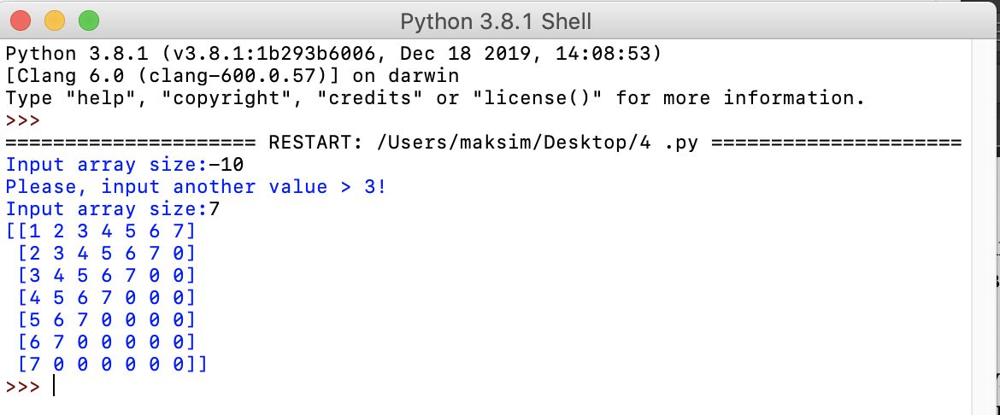 Python 3.8.1 Shell
Python 3.8.1 (v3.8.1:1b293b6006, Dec 18 2019, 14:08:53)
[Clang 6.0 (clang-600.0.57)] on darwin
Type "help", "copyright", "credits" or "license()" for more information.
>>>
===================== RESTART: /Users/maksim/Desktop/4 .py =====================
Input array size:-10
Please, input another value > 3!
Input array size:7
[[1 2 3 4 5 6 7]
 [2 3 4 5 6 7 0]
 [3 4 5 6 7 0 0]
 [4 5 6 7 0 0 0]
 [5 6 7 0 0 0 0]
 [6 7 0 0 0 0 0]
 [7 0 0 0 0 0 0]]
>>>